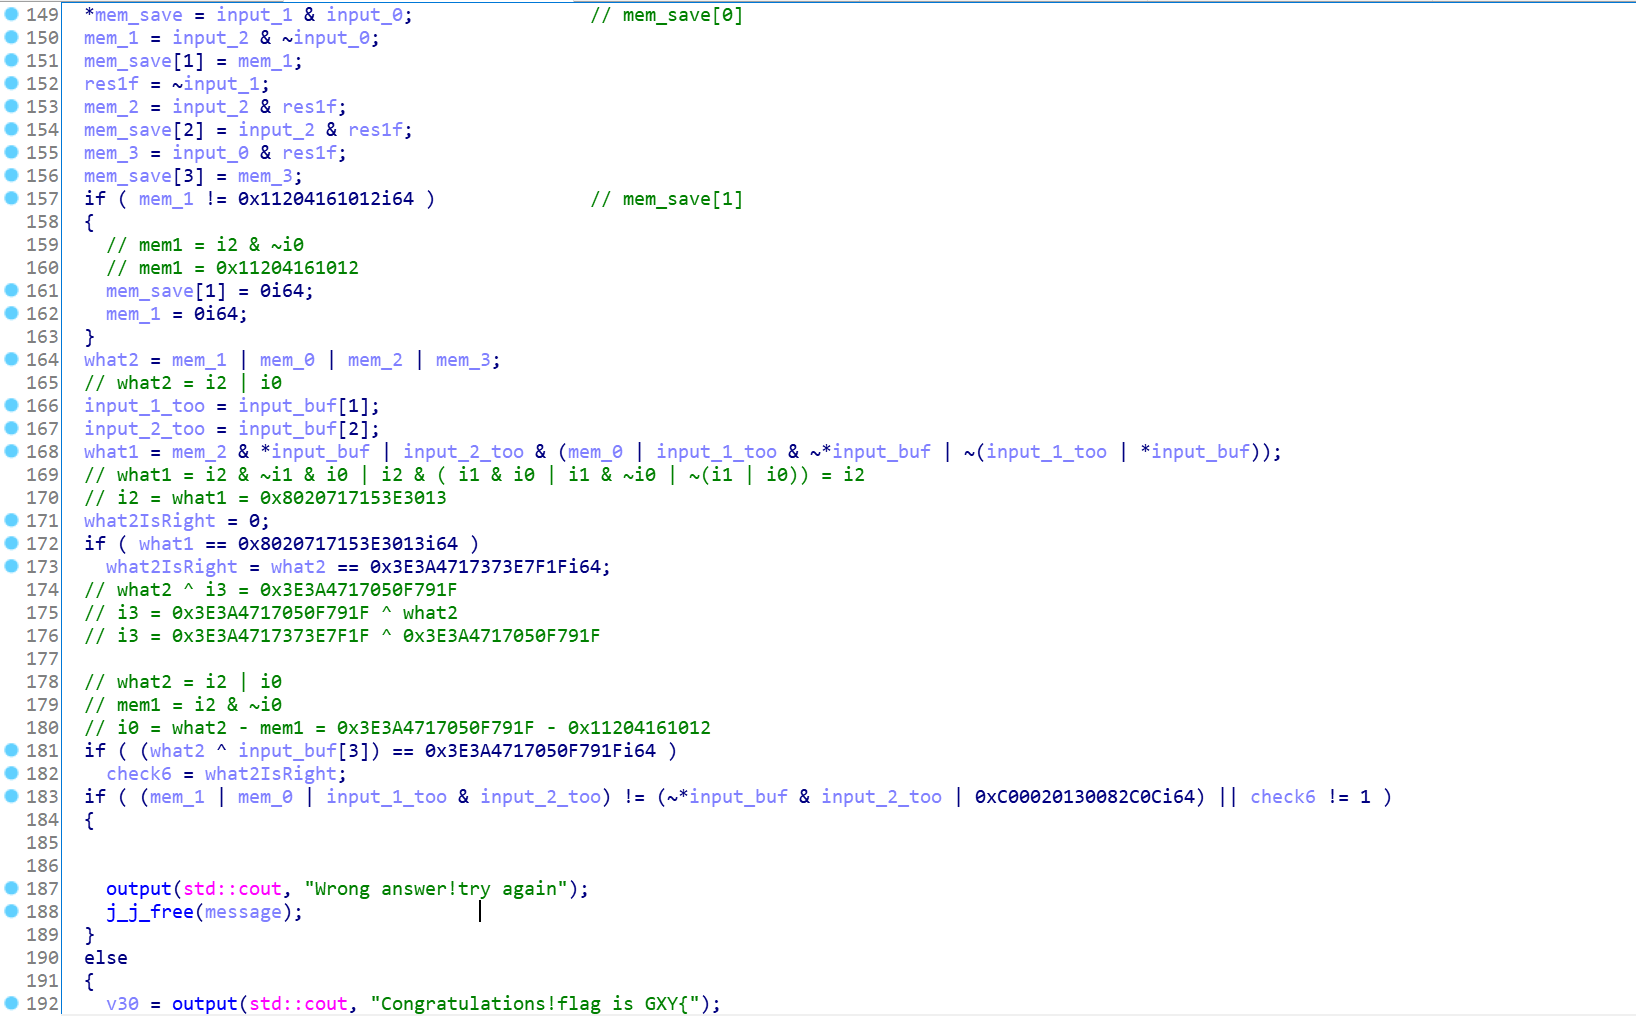 149 *mem_save = input_1 & input_0; // mem_save[0]
150 mem_1 = input_2 & ~input_0;
151 mem_save[1] = mem_1;
152 res1f = ~input_1;
153 mem_2 = input_2 & res1f;
154 mem_save[2] = input_2 & res1f;
155 mem_3 = input_0 & res1f;
156 mem_save[3] = mem_3;
157 if ( mem_1 != 0x11204161012i64 ) // mem_save[1]
158 {
159 // mem1 = i2 & ~i0
160 // mem1 = 0x11204161012
161 mem_save[1] = 0i64;
162 mem_1 = 0i64;
163 }
164 what2 = mem_1 | mem_0 | mem_2 | mem_3;
165 // what2 = i2 | i0
166 input_1_too = input_buf[1];
167 input_2_too = input_buf[2];
168 what1 = mem_2 & *input_buf | input_2_too & (mem_0 | input_1_too & ~*input_buf | ~(input_1_too | *input_buf));
169 // what1 = i2 & ~i1 & i0 | i2 & ( i1 & i0 | i1 & ~i0 | ~(i1 | i0)) = i2
170 // i2 = what1 = 0x8020717153E3013
171 what2IsRight = 0;
172 if ( what1 == 0x8020717153E3013i64 )
173 what2IsRight = what2 == 0x3E3A4717373E7F1Fi64;
174 // what2 ^ i3 = 0x3E3A4717050F791F
175 // i3 = 0x3E3A4717050F791F ^ what2
176 // i3 = 0x3E3A4717373E7F1F ^ 0x3E3A4717050F791F
177
178 // what2 = i2 | i0
179 // mem1 = i2 & ~i0
180 // i0 = what2 - mem1 = 0x3E3A4717050F791F - 0x11204161012
181 if ( (what2 ^ input_buf[3]) == 0x3E3A4717050F791Fi64 )
182 check6 = what2IsRight;
183 if ( (mem_1 | mem_0 | input_1_too & input_2_too) != (~*input_buf & input_2_too | 0xC00020130082C0Ci64) || check6 != 1 )
184 {
185
186
187 output(std::cout, "Wrong answer!try again");
188 j_j_free(message);
189 }
190 else
191 {
192 v30 = output(std::cout, "Congratulations!flag is GXY{");